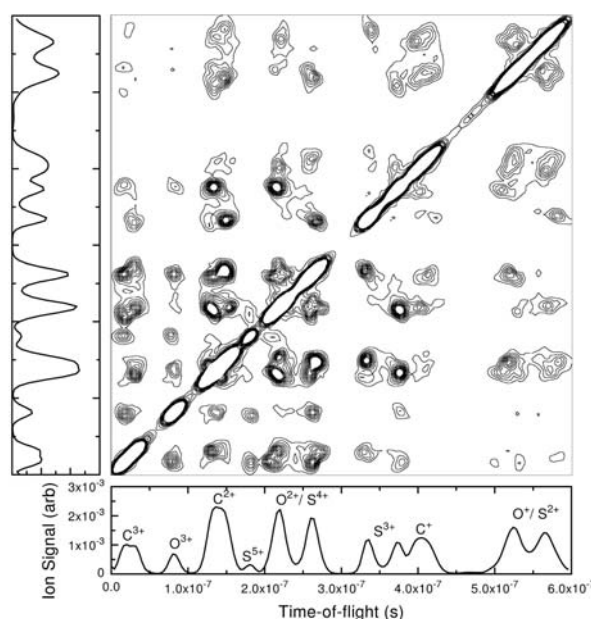 Ion Signal (arb)
3x10⁻³
2x10⁻³
1x10⁻³
0
C³⁺
O³⁺
C²⁺
S⁵⁺
O²⁺/ S⁴⁺
S³⁺
C⁺
O⁺/ S²⁺
0.0
1.0x10⁻⁷
2.0x10⁻⁷
3.0x10⁻⁷
4.0x10⁻⁷
5.0x10⁻⁷
6.0x10⁻⁷
Time-of-flight (s)